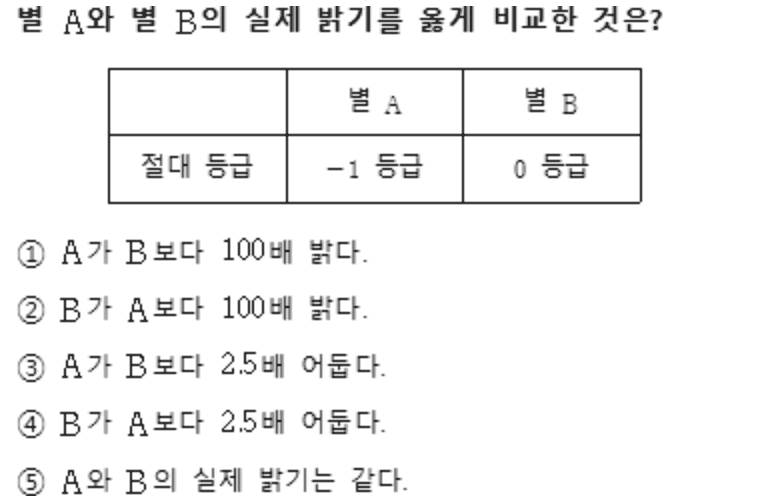 별 A와 별 B의 실제 밝기를 옳게 비교한 것은?
별 A 별 B
절대 등급 −1 등급 0 등급
① A가 B보다 100배 밝다.
② B가 A보다 100배 밝다.
③ A가 B보다 2.5배 어둡다.
④ B가 A보다 2.5배 어둡다.
⑤ A와 B의 실제 밝기는 같다.